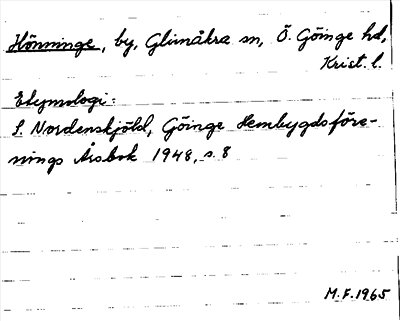 Hönninge, by, Glimåkra sn, Ö. Göinge hd,
Krist. l.
Etymologi:
S. Nordenskjöld, Göinge Hembygdsföre-
nings Årsbok 1948, s. 8
M.F. 1965